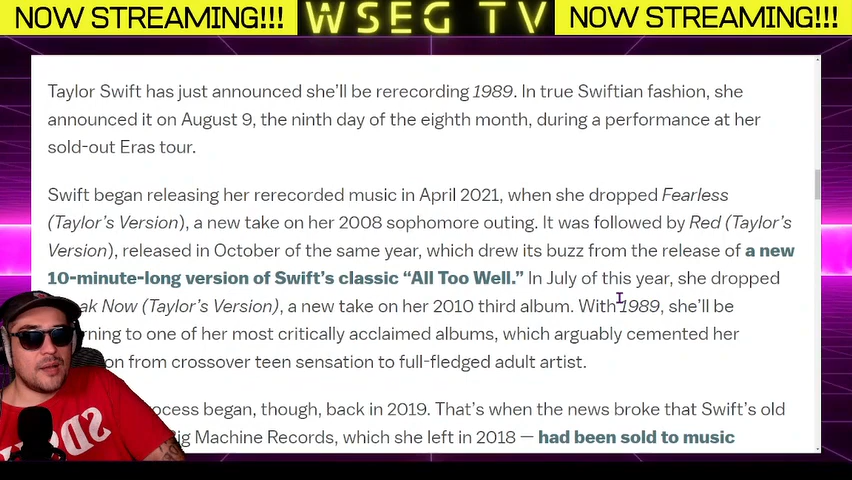 NOW STREAMING!!! WSEG TV NOW STREAMING!!!
Taylor Swift has just announced she'll be rerecording 1989. In true Swiftian fashion, she
announced it on August 9, the ninth day of the eighth month, during a performance at her
sold-out Eras tour.
Swift began releasing her rerecorded music in April 2021, when she dropped Fearless
(Taylor's Version), a new take on her 2008 sophomore outing. It was followed by Red (Taylor's
Version), released in October of the same year, which drew its buzz from the release of a new
10-minute-long version of Swift's classic “All Too Well.” In July of this year, she dropped
ak Now (Taylor's Version), a new take on her 2010 third album. With 1989, she'll be
rning to one of her most critically acclaimed albums, which arguably cemented her
on from crossover teen sensation to full-fledged adult artist.
ocess began, though, back in 2019. That's when the news broke that Swift's old
ig Machine Records, which she left in 2018 — had been sold to music